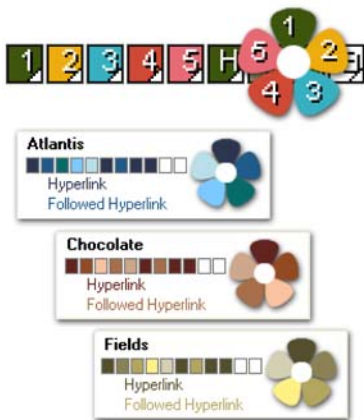 1 2 3 4 5 H
1 2 3 4 5
Atlantis
Hyperlink
Followed Hyperlink
Chocolate
Hyperlink
Followed Hyperlink
Fields
Hyperlink
Followed Hyperlink